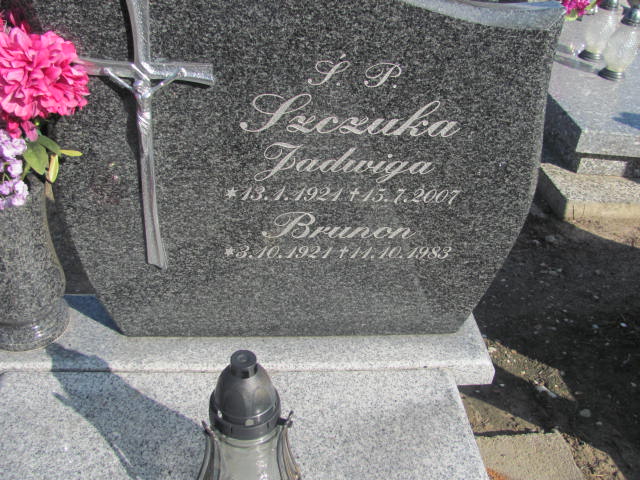 Ś P.
Szczuka
Jadwiga
*13.1.1921 †15.7.2007
Brunon
*3.10.1921 †11.10.1983